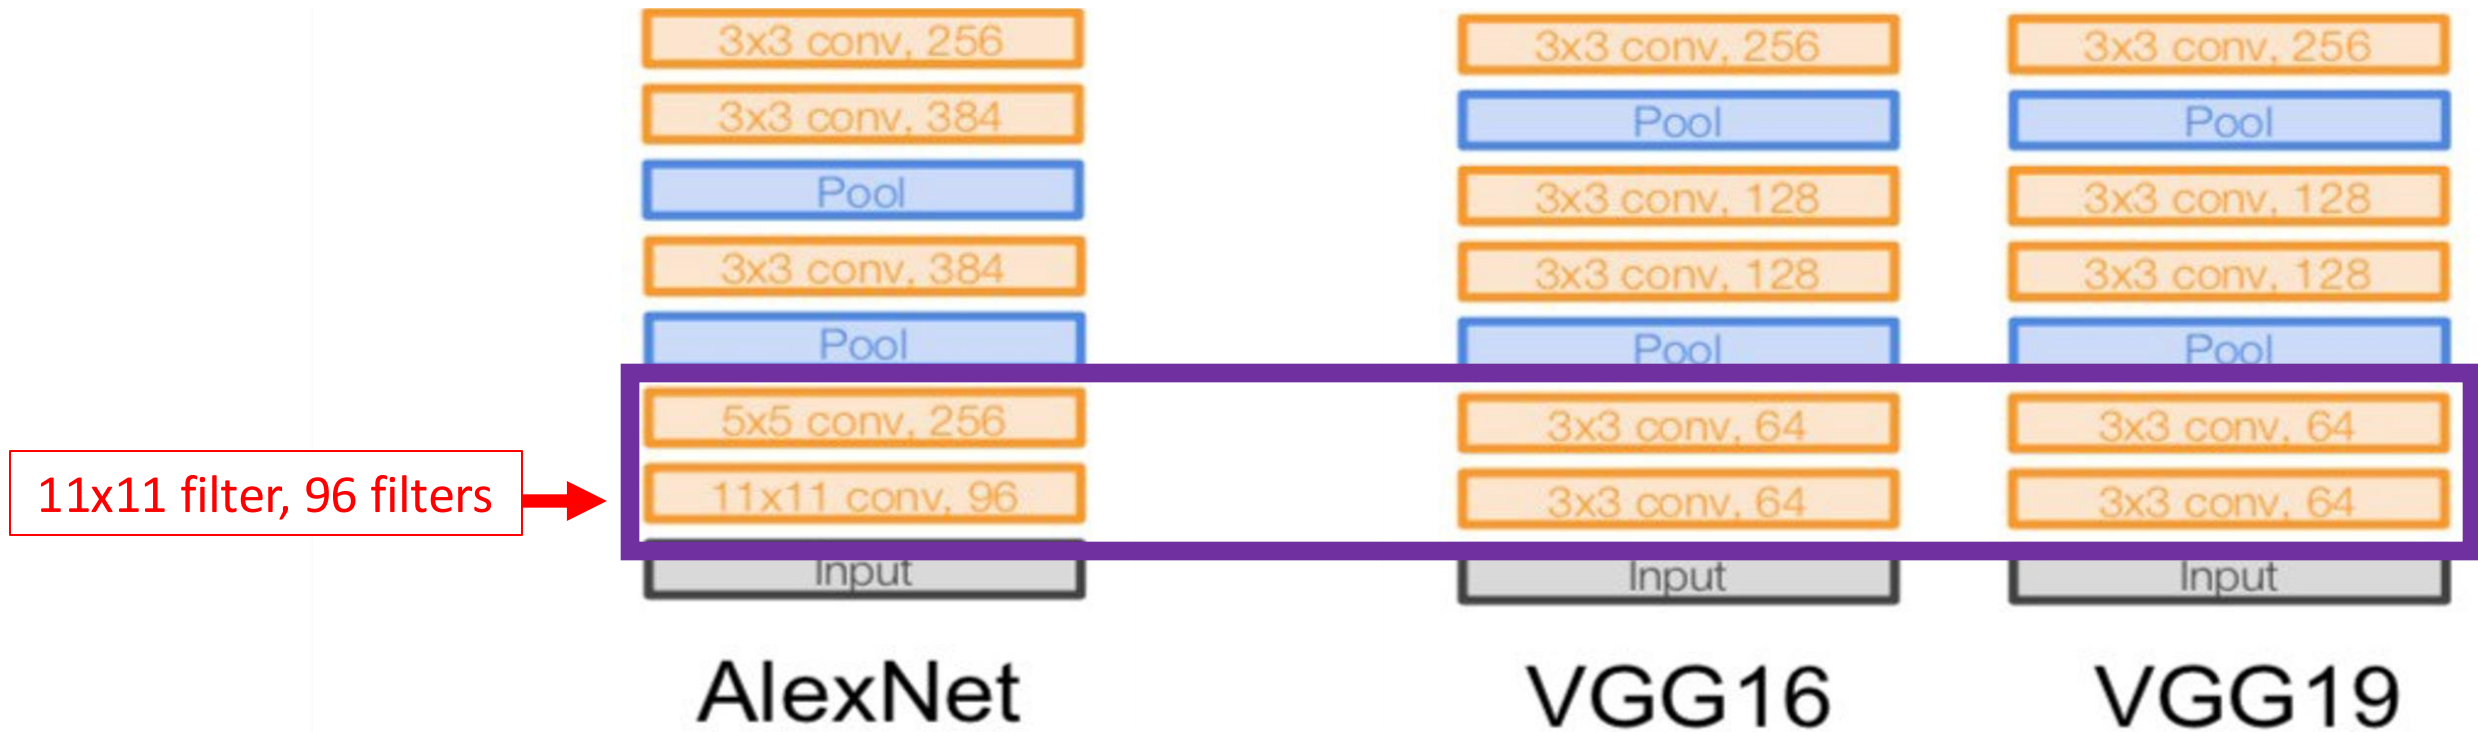 3x3 conv, 256
3x3 conv, 384
Pool
3x3 conv, 384
Pool
5x5 conv, 256
11x11 conv, 96
Input
AlexNet
11x11 filter, 96 filters
3x3 conv, 256
Pool
3x3 conv, 128
3x3 conv, 128
Pool
3x3 conv, 64
3x3 conv, 64
Input
VGG16
3x3 conv, 256
Pool
3x3 conv, 128
3x3 conv, 128
Pool
3x3 conv, 64
3x3 conv, 64
Input
VGG19